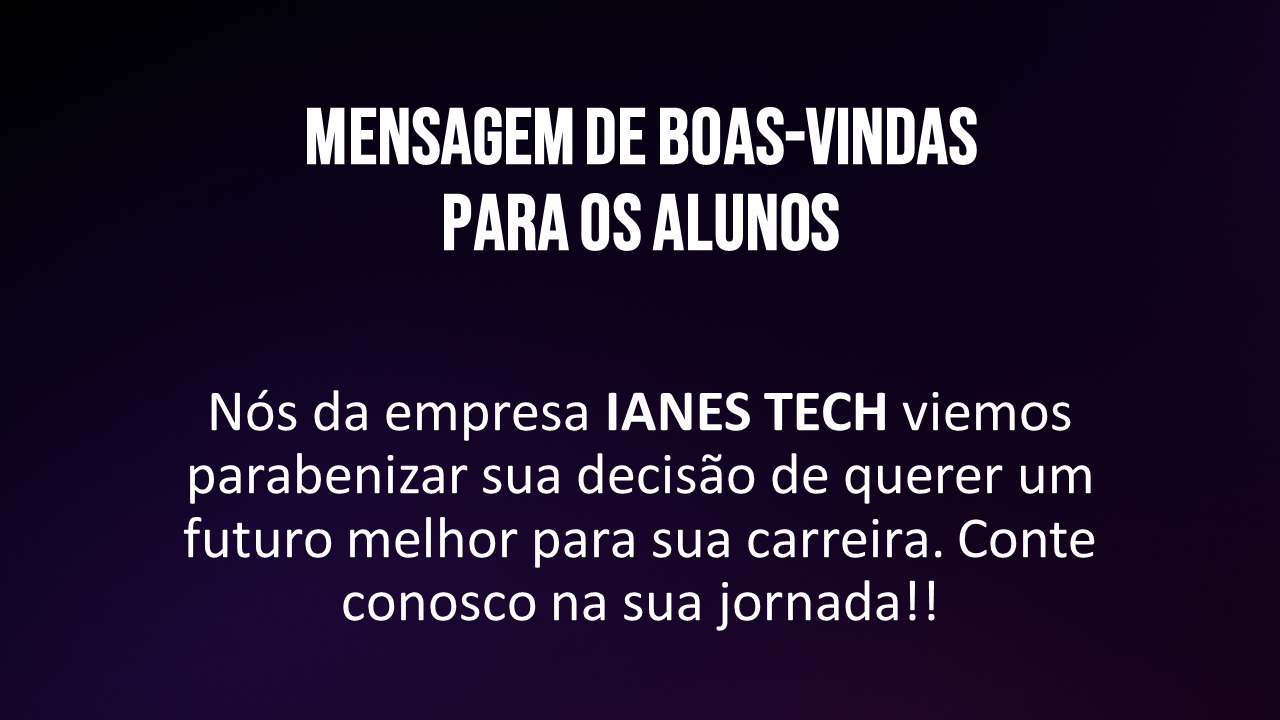 MENSAGEM DE BOAS-VINDAS
PARA OS ALUNOS
Nós da empresa IANES TECH viemos
parabenizar sua decisão de querer um
futuro melhor para sua carreira. Conte
conosco na sua jornada!!